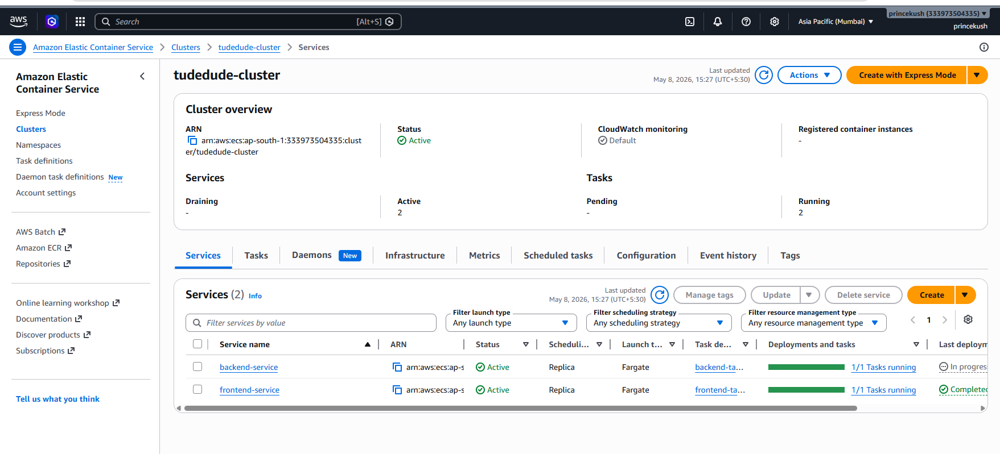 aws
Search [Alt+S]
Asia Pacific (Mumbai)
princekush (333973504335)
princekush
Amazon Elastic Container Service
Clusters
tudedude-cluster
Services
Amazon Elastic
Container Service
Express Mode
Clusters
Namespaces
Task definitions
Daemon task definitions New
Account settings
AWS Batch
Amazon ECR
Repositories
Online learning workshop
Documentation
Discover products
Subscriptions
Tell us what you think
tudedude-cluster
Last updated
May 8, 2026, 15:27 (UTC+5:30)
Actions
Create with Express Mode
Cluster overview
ARN
arn:aws:ecs:ap-south-1:333973504335:clust
er/tudedude-cluster
Status
Active
CloudWatch monitoring
Default
Registered container instances
-
Services
Tasks
Draining
-
Active
2
Pending
-
Running
2
Services
Tasks
Daemons New
Infrastructure
Metrics
Scheduled tasks
Configuration
Event history
Tags
Services (2) Info
Last updated
May 8, 2026, 15:27 (UTC+5:30)
Manage tags
Update
Delete service
Create
Filter services by value
Filter launch type
Any launch type
Filter scheduling strategy
Any scheduling strategy
Filter resource management type
Any resource management type
1
Service name ARN Status Scheduli... Launch t... Task de... Deployments and tasks Last deploym
backend-service arn:aws:ecs:ap-s Active Replica Fargate backend-ta... 1/1 Tasks running In progres
frontend-service arn:aws:ecs:ap-s Active Replica Fargate frontend-ta... 1/1 Tasks running Completed